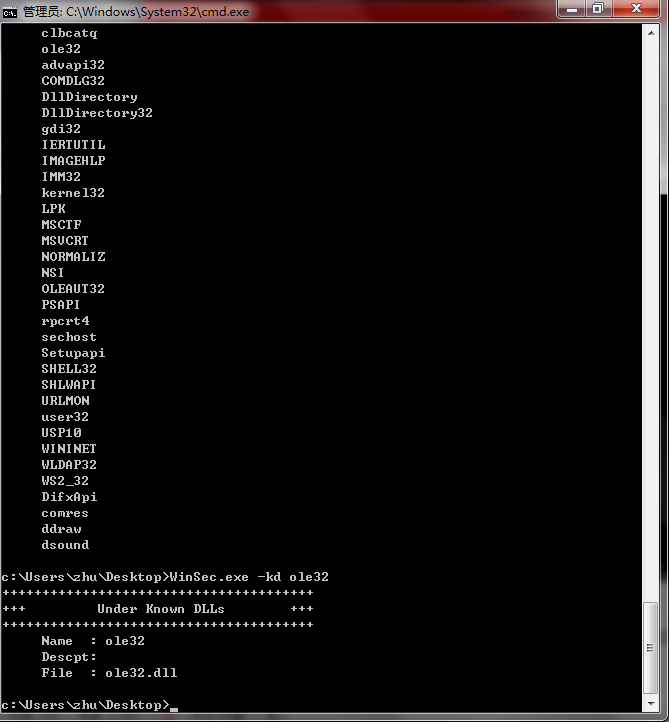 管理员: C:\Windows\System32\cmd.exe
clbcatq
ole32
advapi32
COMDLG32
DllDirectory
DllDirectory32
gdi32
IERTUTIL
IMAGEHLP
IMM32
kernel32
LPK
MSCTF
MSVCRT
NORMALIZ
NSI
OLEAUT32
PSAPI
rpcrt4
sechost
Setupapi
SHELL32
SHLWAPI
URLMON
user32
USP10
WININET
WLDAP32
WS2_32
DifxApi
comres
ddraw
dsound
c:\Users\zhu\Desktop>WinSec.exe -kd ole32
+++++++++++++++++++++++++++++++++++++++
+++         Under Known DLLs        +++
+++++++++++++++++++++++++++++++++++++++
Name  : ole32
Descpt:
File  : ole32.dll
c:\Users\zhu\Desktop>_